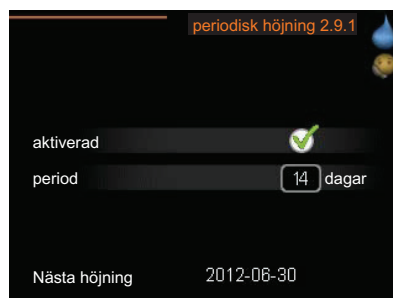 periodisk höjning 2.9.1
aktiverad
period 14 dagar
Nästa höjning 2012-06-30